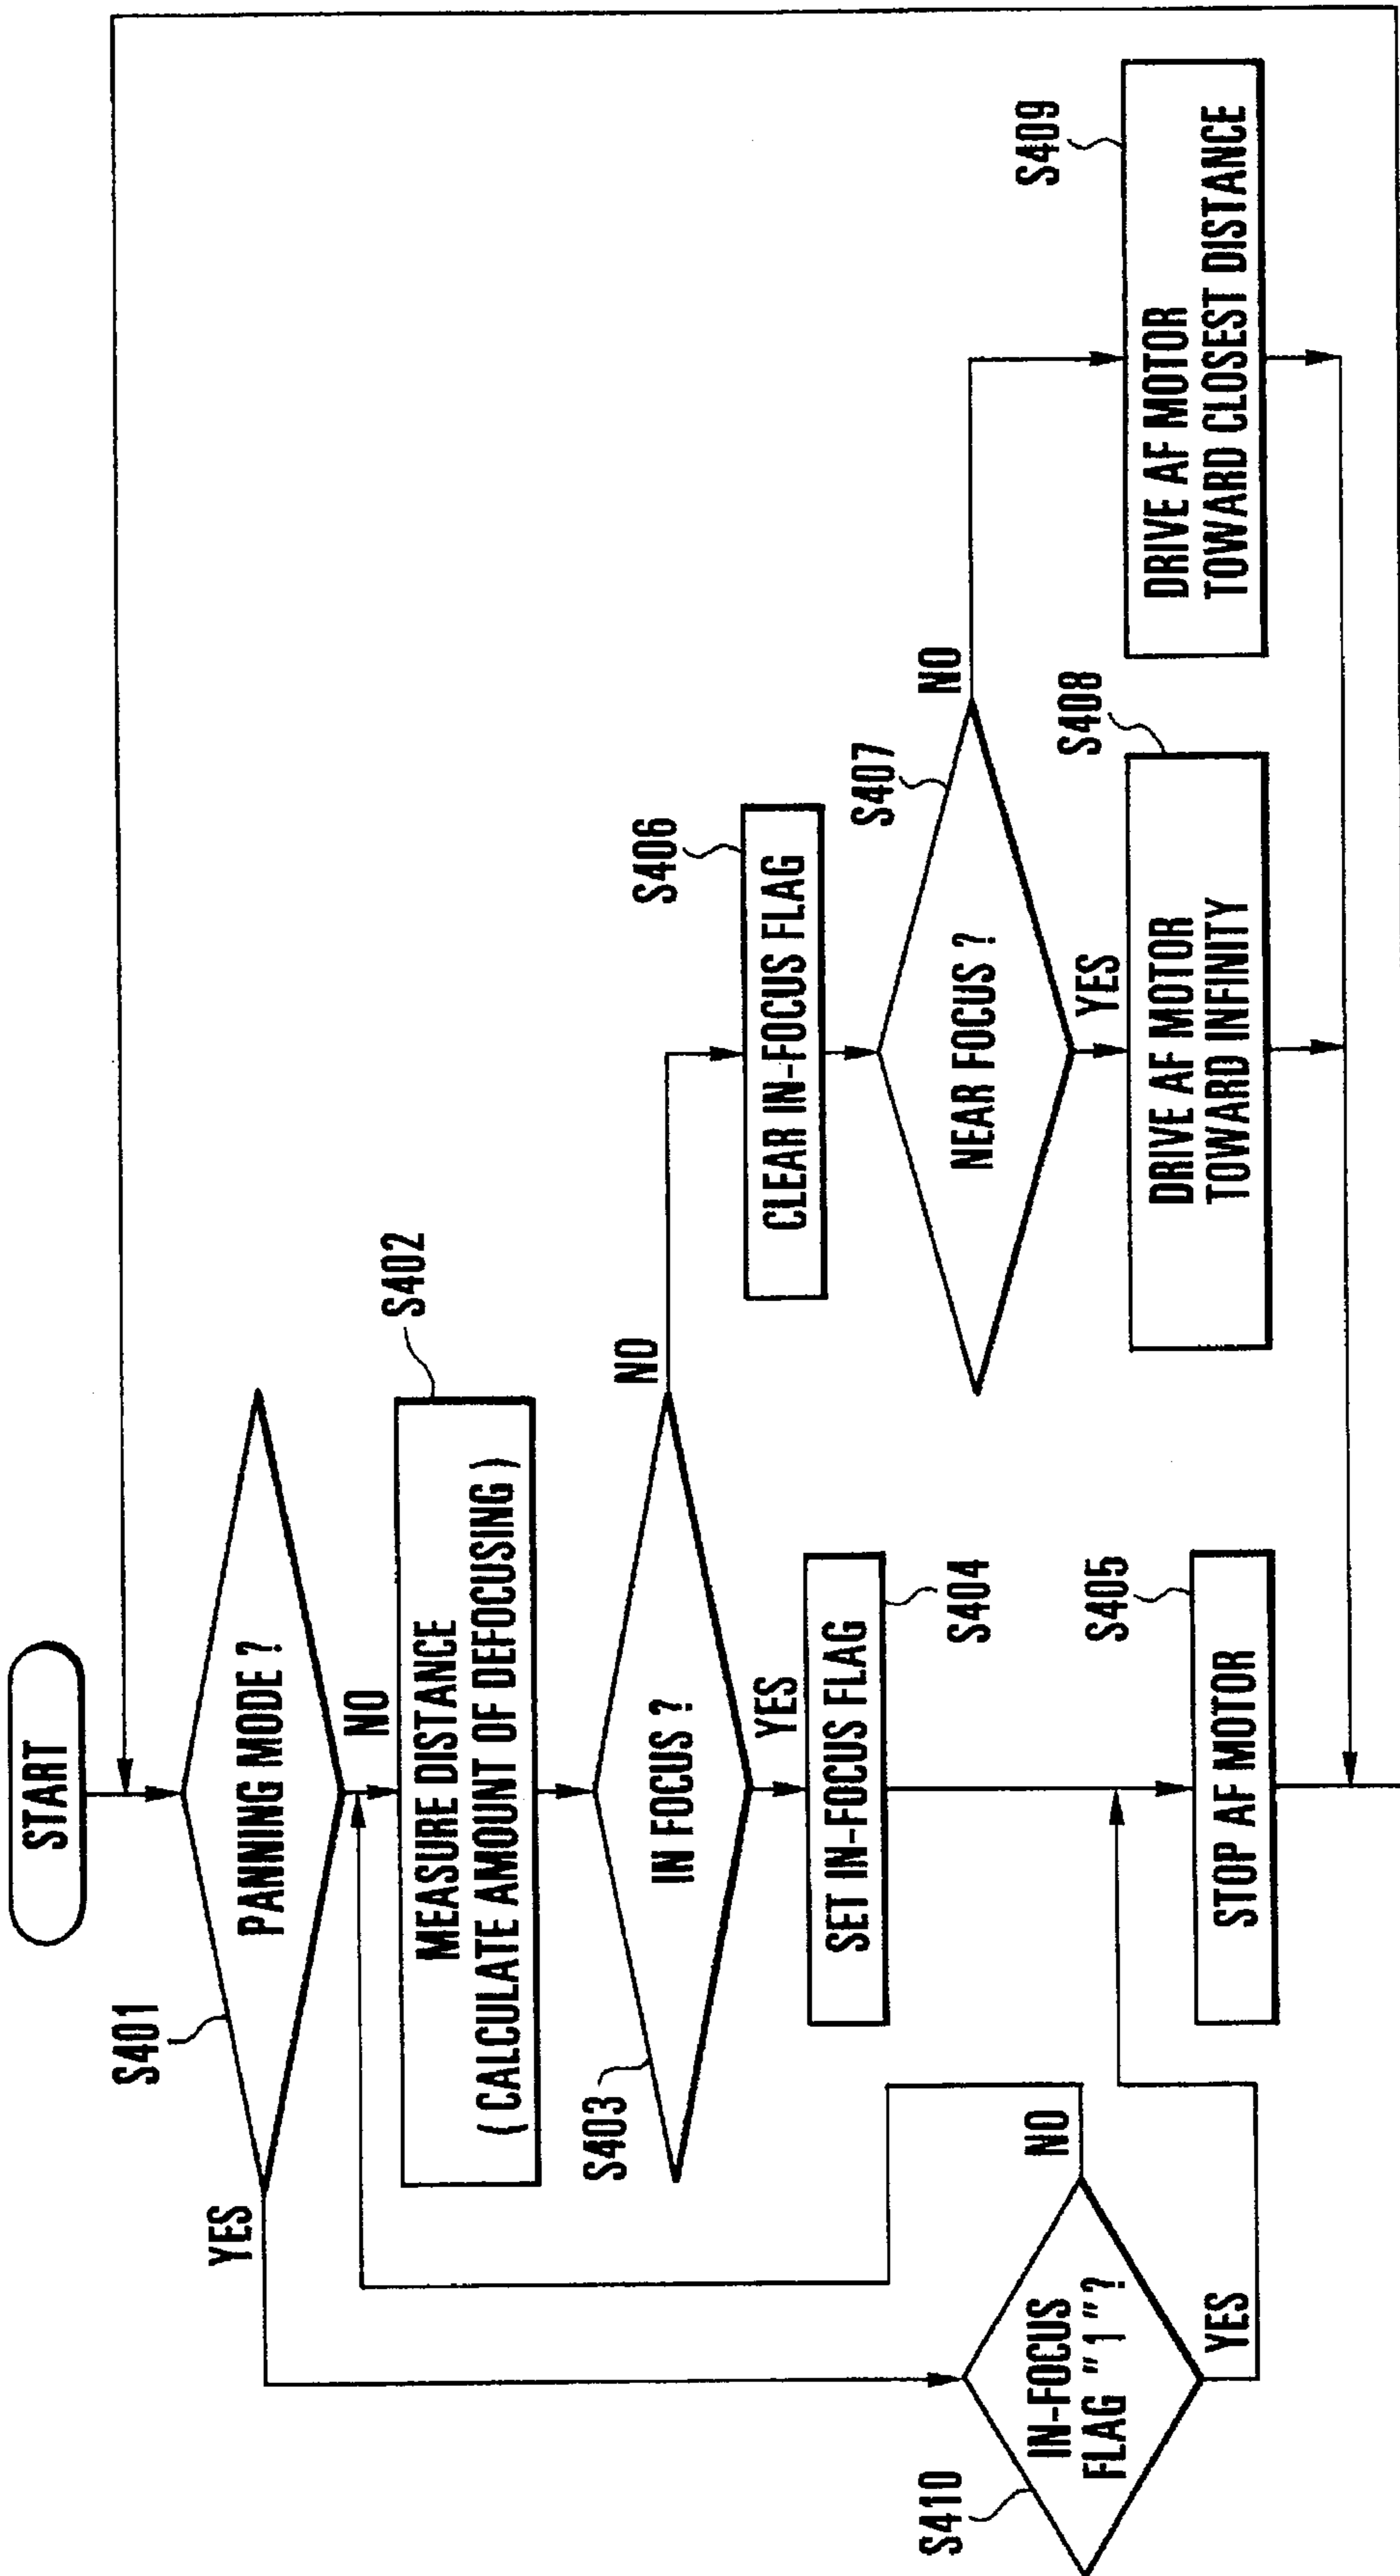 START
S401
PANNING MODE ?
YES
NO
S402
MEASURE DISTANCE
( CALCULATE AMOUNT OF DEFOCUSING )
S403
IN FOCUS ?
NO
YES
SET IN-FOCUS FLAG
S404
S405
STOP AF MOTOR
S406
CLEAR IN-FOCUS FLAG
S407
NEAR FOCUS ?
NO
YES
S408
DRIVE AF MOTOR
TOWARD INFINITY
S409
DRIVE AF MOTOR
TOWARD CLOSEST DISTANCE
S410
IN-FOCUS
FLAG "1" ?
NO
YES